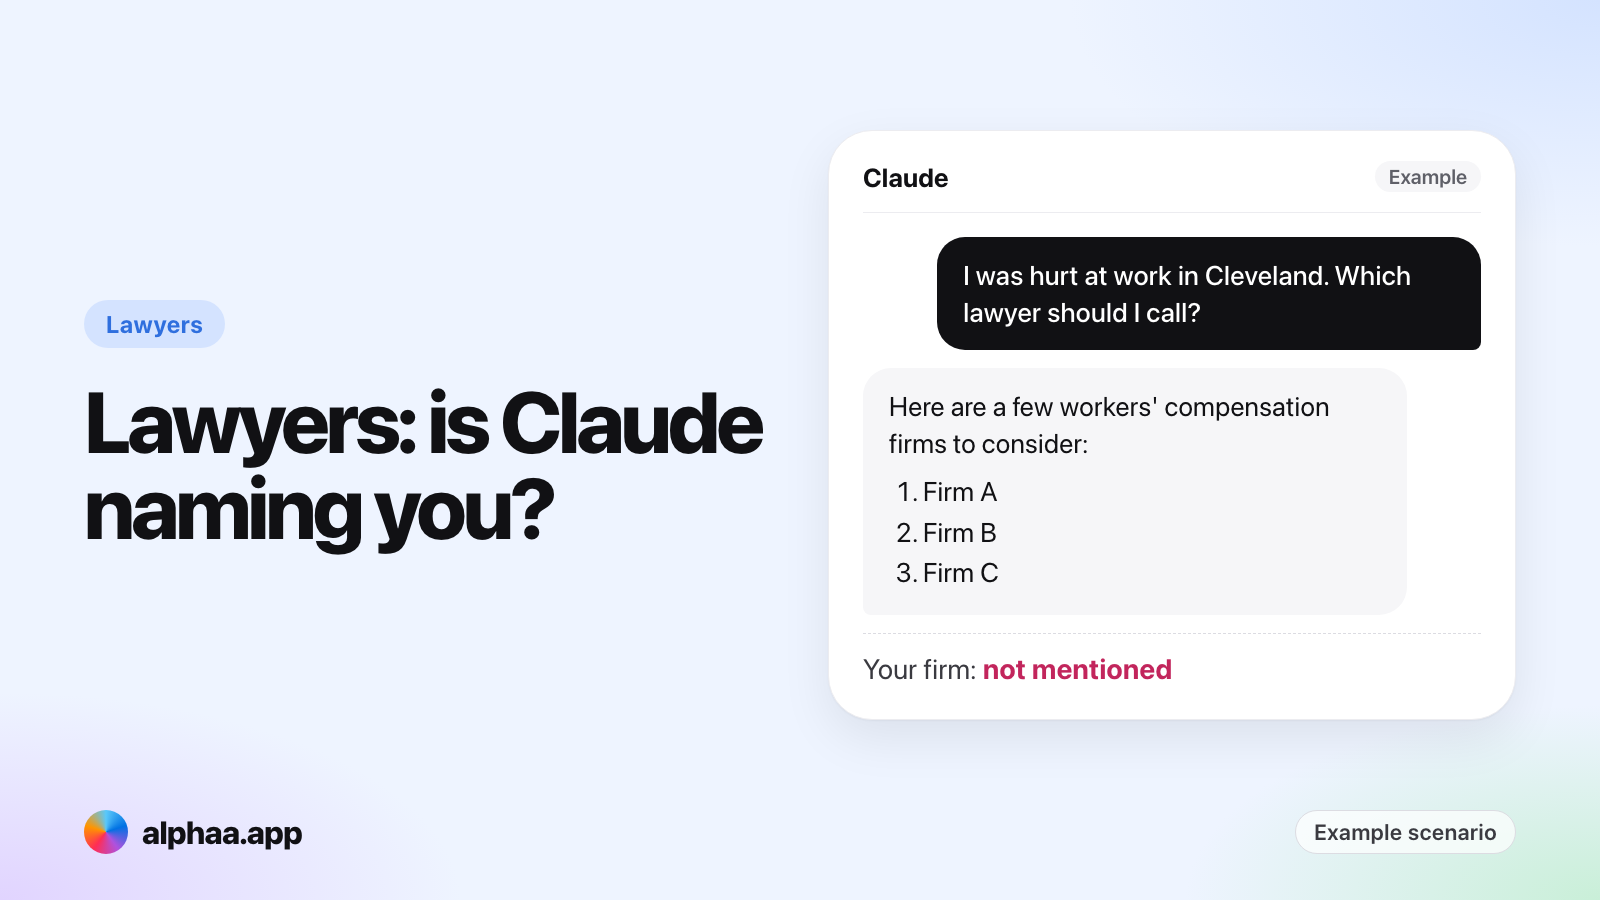 Lawyers
Lawyers: is Claude
naming you?
alphaa.app
Claude
Example
I was hurt at work in Cleveland. Which
lawyer should I call?
Here are a few workers' compensation
firms to consider:
1. Firm A
2. Firm B
3. Firm C
Your firm: not mentioned
Example scenario